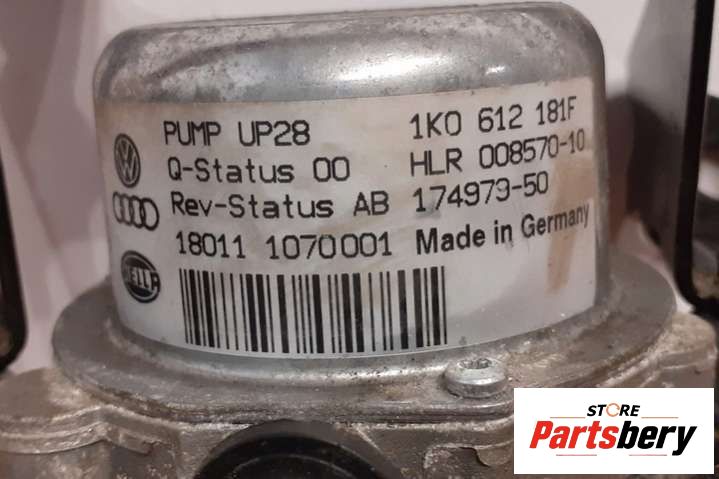 PUMP UP28 1K0 612 181F
Q-Status 00 HLR 008570-10
Rev-Status AB 174979-50
18011 1070001 Made in Germany
HELLA
STORE
Partsbery